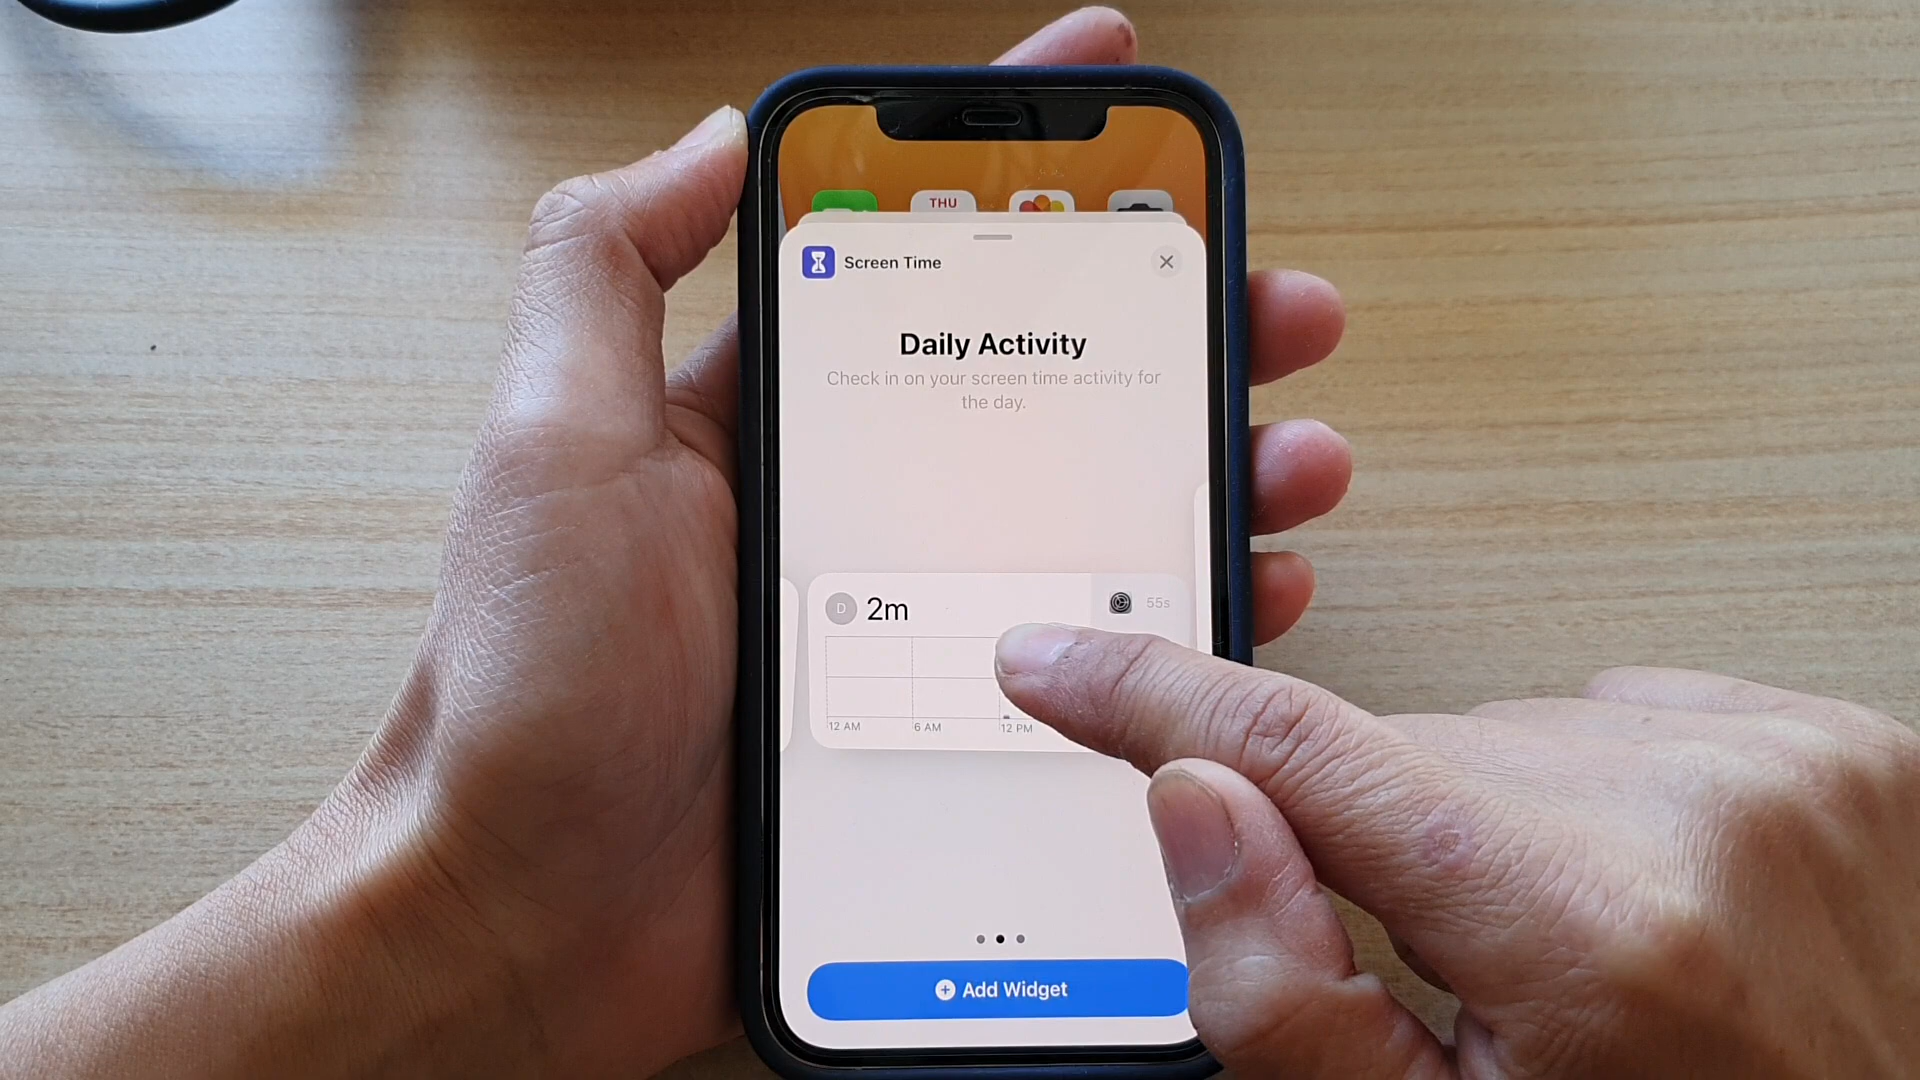 THU
Screen Time
Daily Activity
Check in on your screen time activity for
the day.
D 2m
55s
12 AM 6 AM 12 PM
Add Widget